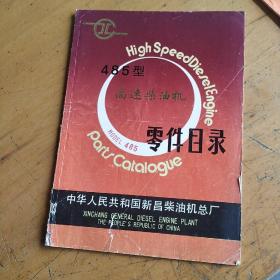 High Speed Diesel Engine
485型
高速柴油机
MODEL 485
零件目录
Parts Catalogue
中华人民共和国新昌柴油机总厂
XINCHANG GENERAL DIESEL ENGINE PLANT
THE PEOPLE'S REPUBLIC OF CHINA